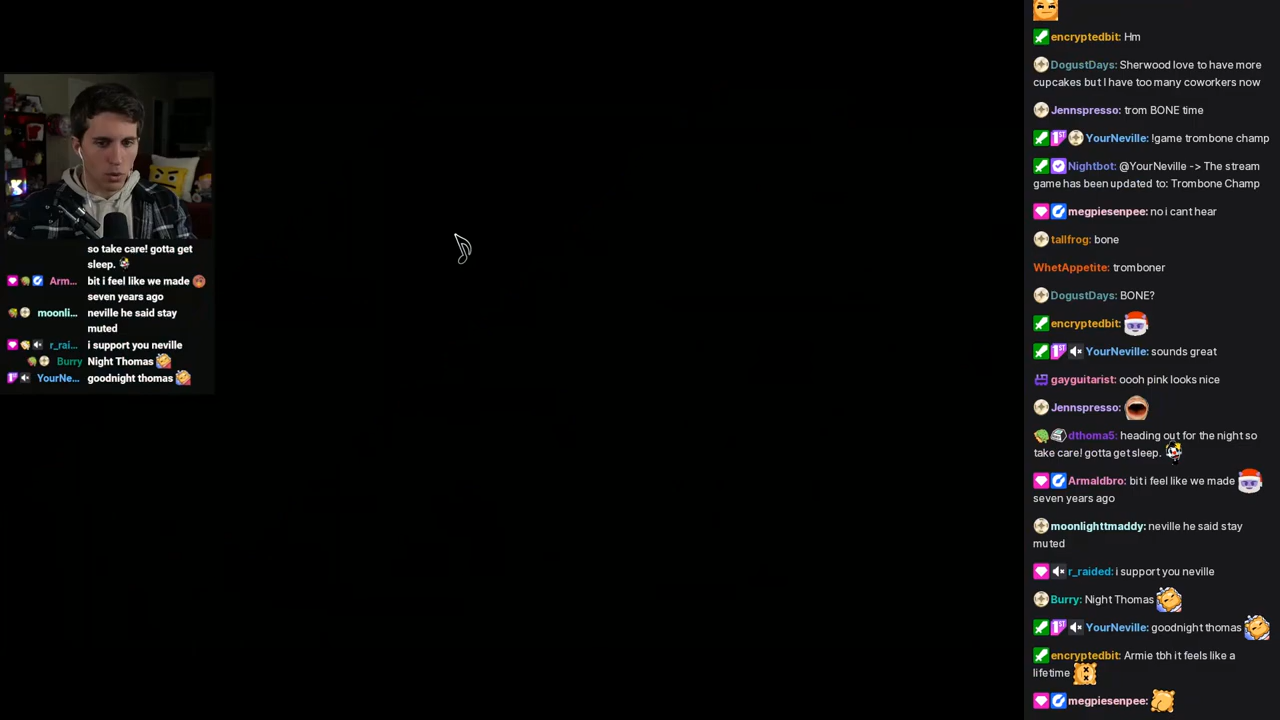 so take care! gotta get
sleep.
Arm... bit i feel like we made
seven years ago
moonli... neville he said stay
muted
r_rai... i support you neville
Burry Night Thomas
YourNe... goodnight thomas
encryptedbit: Hm
DogustDays: Sherwood love to have more
cupcakes but I have too many coworkers now
Jennspresso: trom BONE time
YourNeville: !game trombone champ
Nightbot: @YourNeville -> The stream
game has been updated to: Trombone Champ
megpiesenpee: no i cant hear
tallfrog: bone
WhetAppetite: tromboner
DogustDays: BONE?
encryptedbit:
YourNeville: sounds great
gayguitarist: oooh pink looks nice
Jennspresso:
dthoma5: heading out for the night so
take care! gotta get sleep.
Armaldbro: bit i feel like we made
seven years ago
moonlighttmaddy: neville he said stay
muted
r_raided: i support you neville
Burry: Night Thomas
YourNeville: goodnight thomas
encryptedbit: Armie tbh it feels like a
lifetime
megpiesenpee: